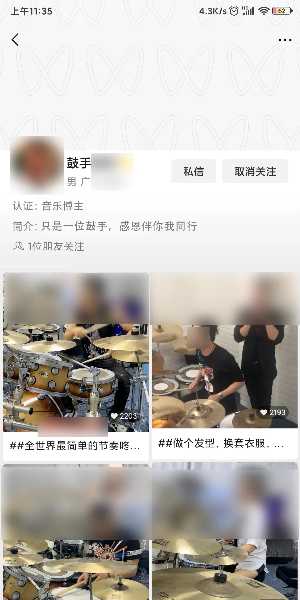 上午11:35
4.3K/s
62
鼓手
男 广
私信
取消关注
认证: 音乐博主
简介: 只是一位鼓手，感恩伴你我同行
1位朋友关注
2203
2193
##全世界最简单的节奏咚...
##做个发型、换套衣服、...